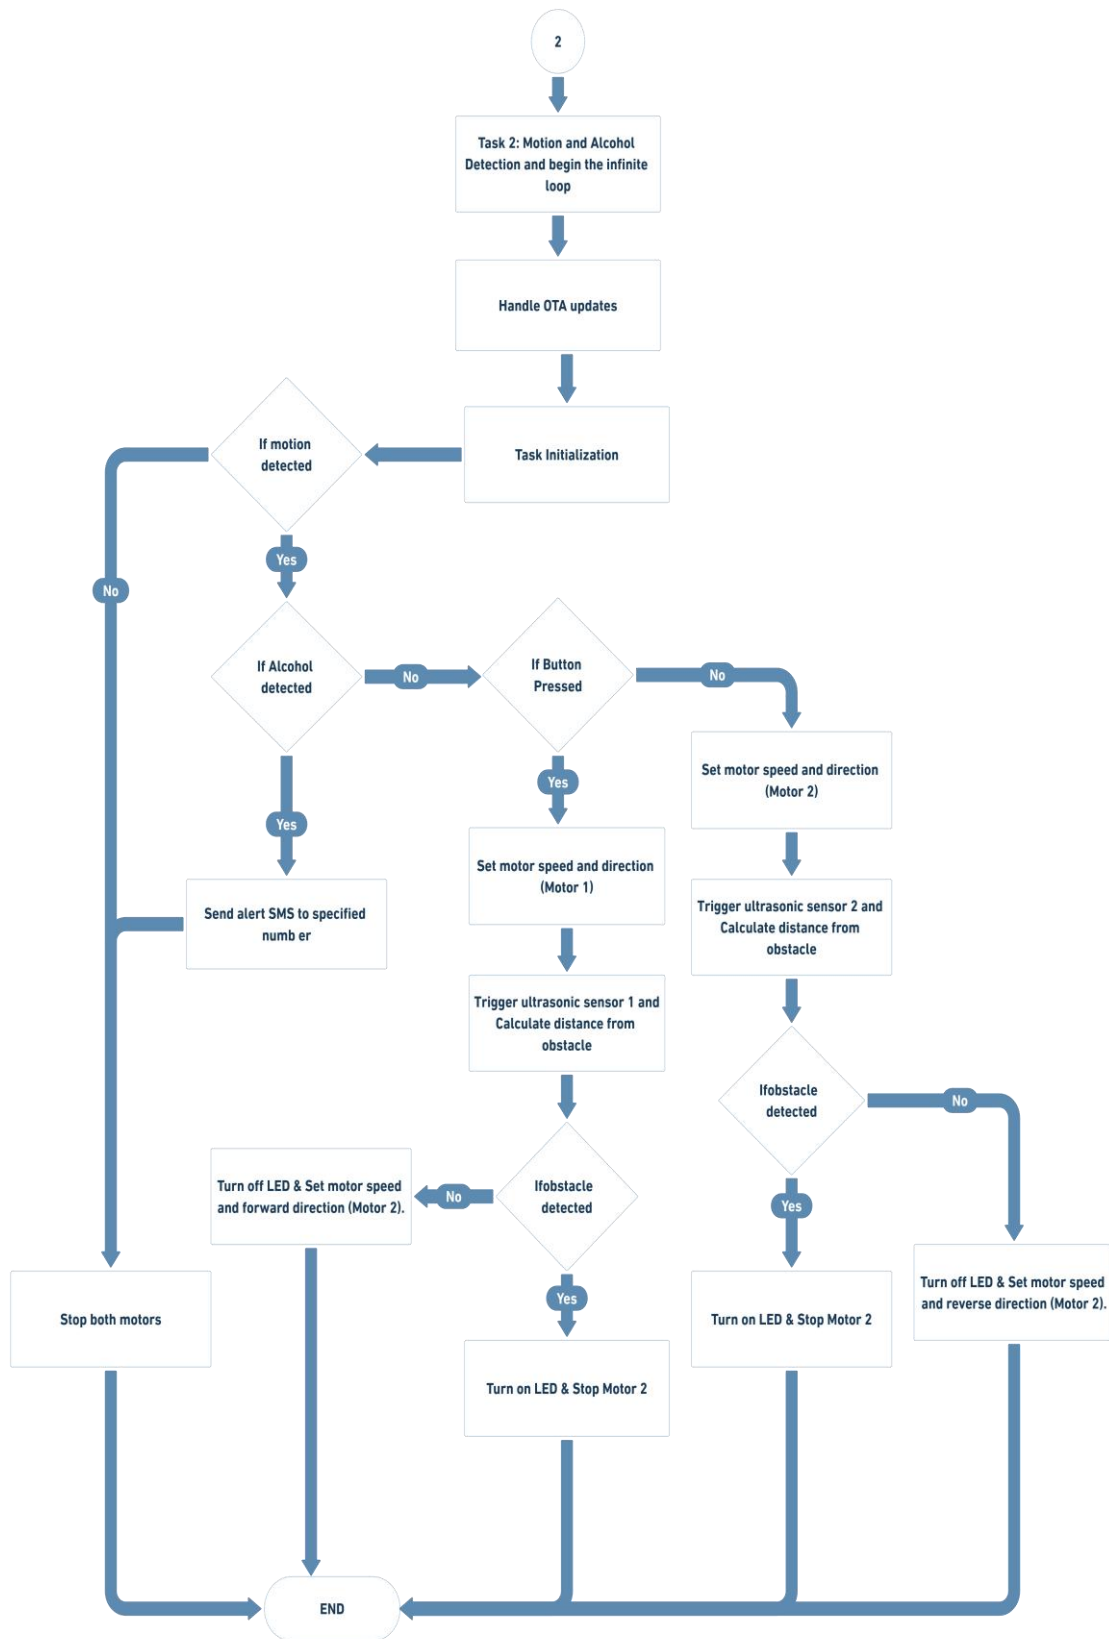 2
Task 2: Motion and Alcohol
Detection and begin the infinite
loop
Handle OTA updates
Task Initialization
If motion
detected
Yes
No
If Alcohol
detected
No
If Button
Pressed
No
Yes
Yes
Set motor speed and direction
(Motor 2)
Set motor speed and direction
(Motor 1)
Send alert SMS to specified
numb er
Trigger ultrasonic sensor 2 and
Calculate distance from
obstacle
Trigger ultrasonic sensor 1 and
Calculate distance from
obstacle
Ifobstacle
detected
No
Yes
Ifobstacle
detected
No
Turn off LED & Set motor speed
and forward direction (Motor 2).
Yes
Stop both motors
Turn on LED & Stop Motor 2
Turn on LED & Stop Motor 2
Turn off LED & Set motor speed
and reverse direction (Motor 2).
END